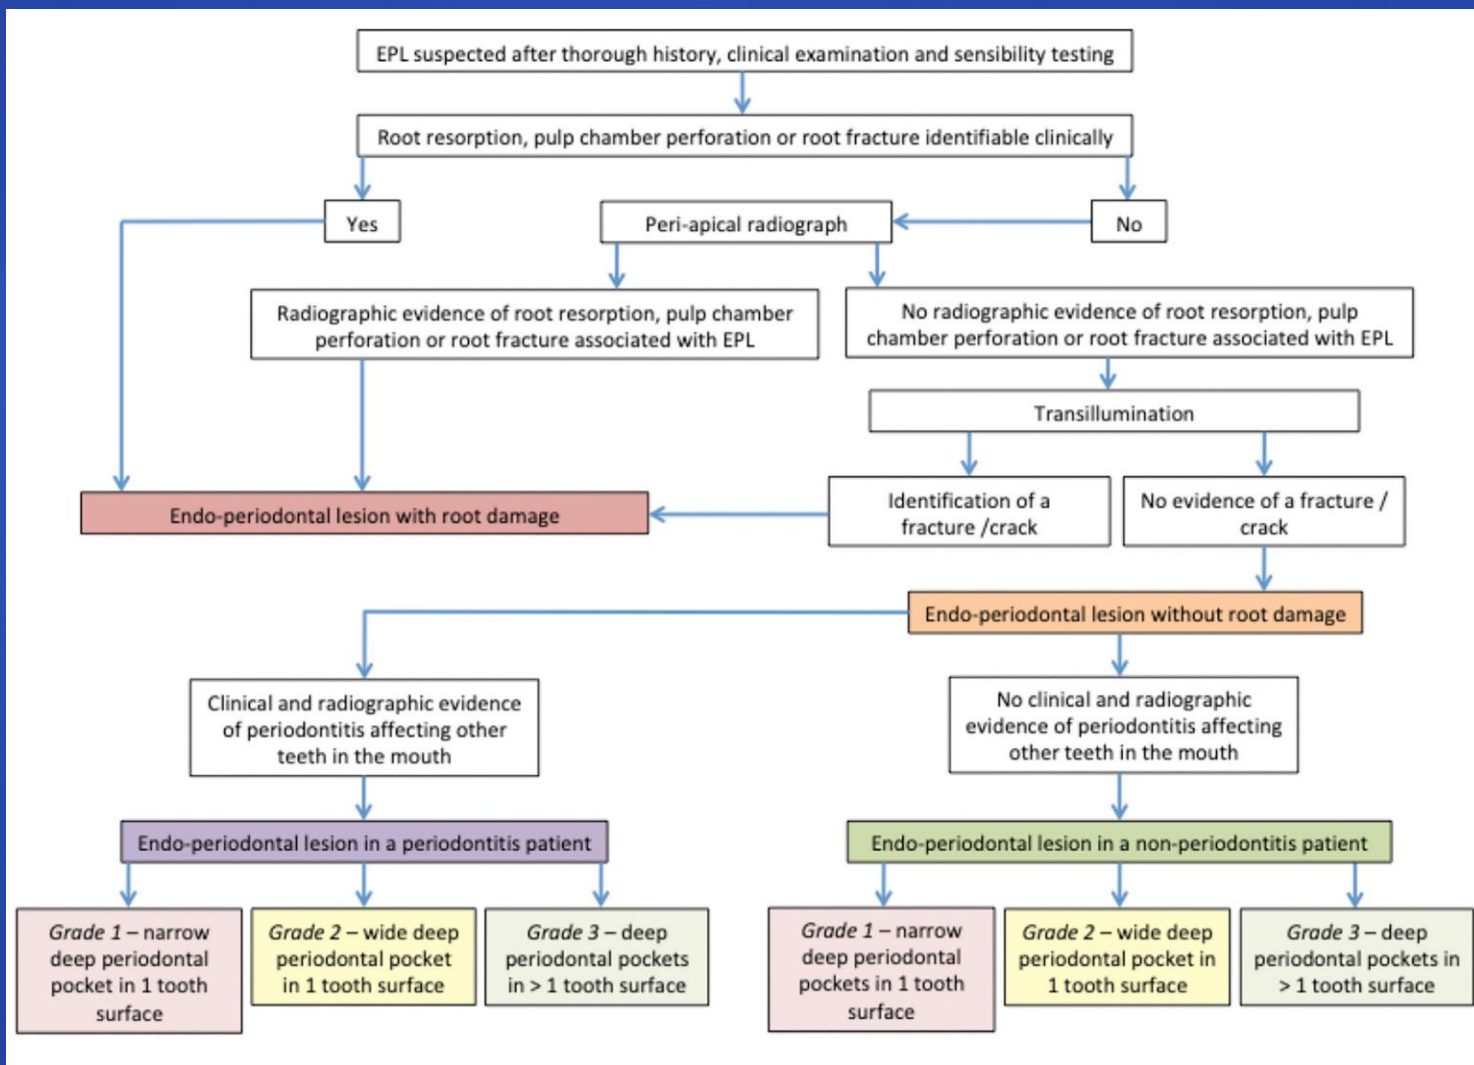 EPL suspected after thorough history, clinical examination and sensibility testing
Root resorption, pulp chamber perforation or root fracture identifiable clinically
Yes
Peri-apical radiograph
No
Radiographic evidence of root resorption, pulp chamber
perforation or root fracture associated with EPL
No radiographic evidence of root resorption, pulp
chamber perforation or root fracture associated with EPL
Transillumination
Identification of a
fracture /crack
No evidence of a fracture /
crack
Endo-periodontal lesion with root damage
Endo-periodontal lesion without root damage
Clinical and radiographic evidence
of periodontitis affecting other
teeth in the mouth
No clinical and radiographic
evidence of periodontitis affecting
other teeth in the mouth
Endo-periodontal lesion in a periodontitis patient
Endo-periodontal lesion in a non-periodontitis patient
Grade 1 – narrow
deep periodontal
pocket in 1 tooth
surface
Grade 2 – wide deep
periodontal pocket
in 1 tooth surface
Grade 3 – deep
periodontal pockets
in > 1 tooth surface
Grade 1 – narrow
deep periodontal
pockets in 1 tooth
surface
Grade 2 – wide deep
periodontal pocket in
1 tooth surface
Grade 3 – deep
periodontal pockets in
> 1 tooth surface